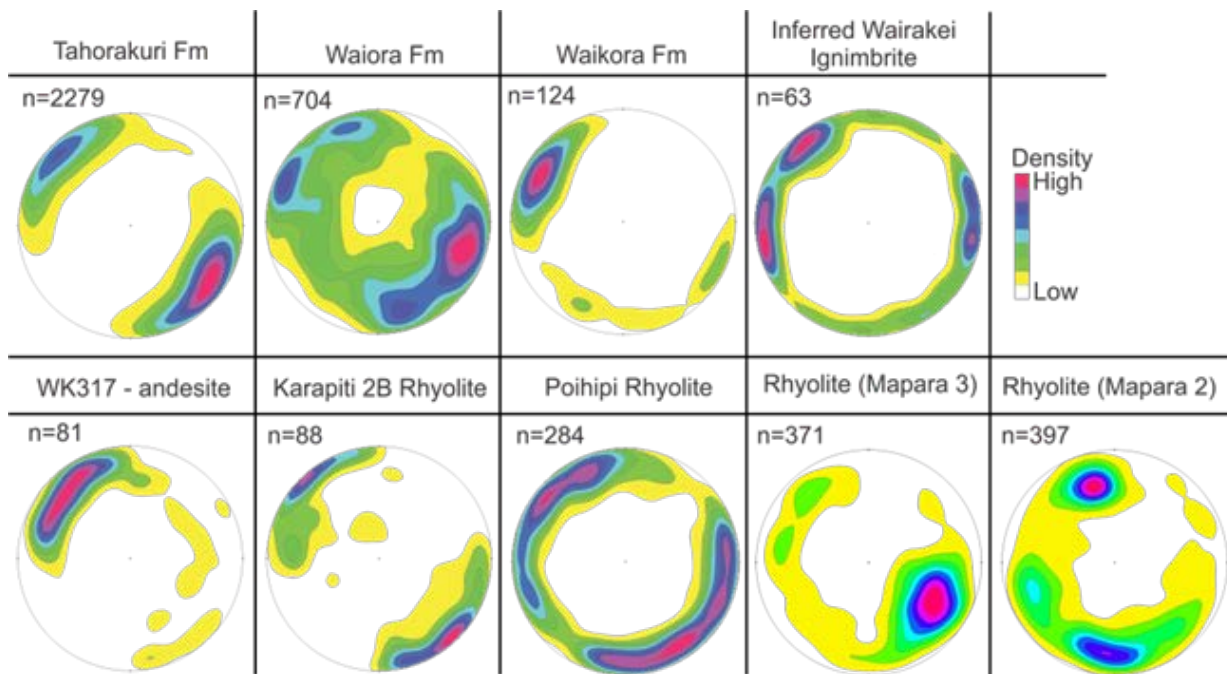 Tahorakuri Fm
Waiora Fm
Waikora Fm
Inferred Wairakei
Ignimbrite
n=2279
n=704
n=124
n=63
Density
High
Low
WK317 - andesite
Karapiti 2B Rhyolite
Poihipi Rhyolite
Rhyolite (Mapara 3)
Rhyolite (Mapara 2)
n=81
n=88
n=284
n=371
n=397